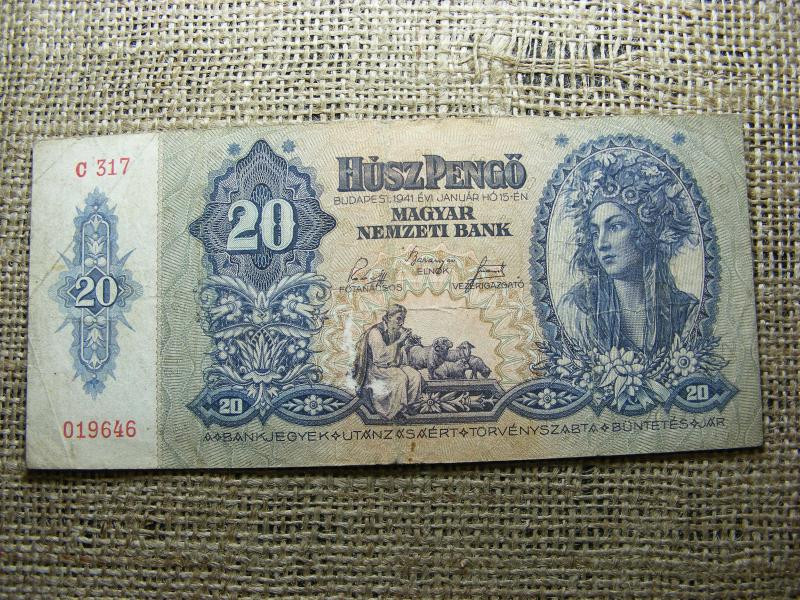 C 317
20
019646
20
HÚSZ PENGŐ
BUDAPEST, 1941. ÉVI JANUÁR HÓ 15-ÉN
MAGYAR
NEMZETI BANK
ELNÖK
FŐTANÁCSOS
VEZÉRIGAZGATÓ
20
20
A BANKJEGYEK UTÁNZÁSÁÉRT TÖRVÉNYSZABTA BÜNTETÉS JÁR